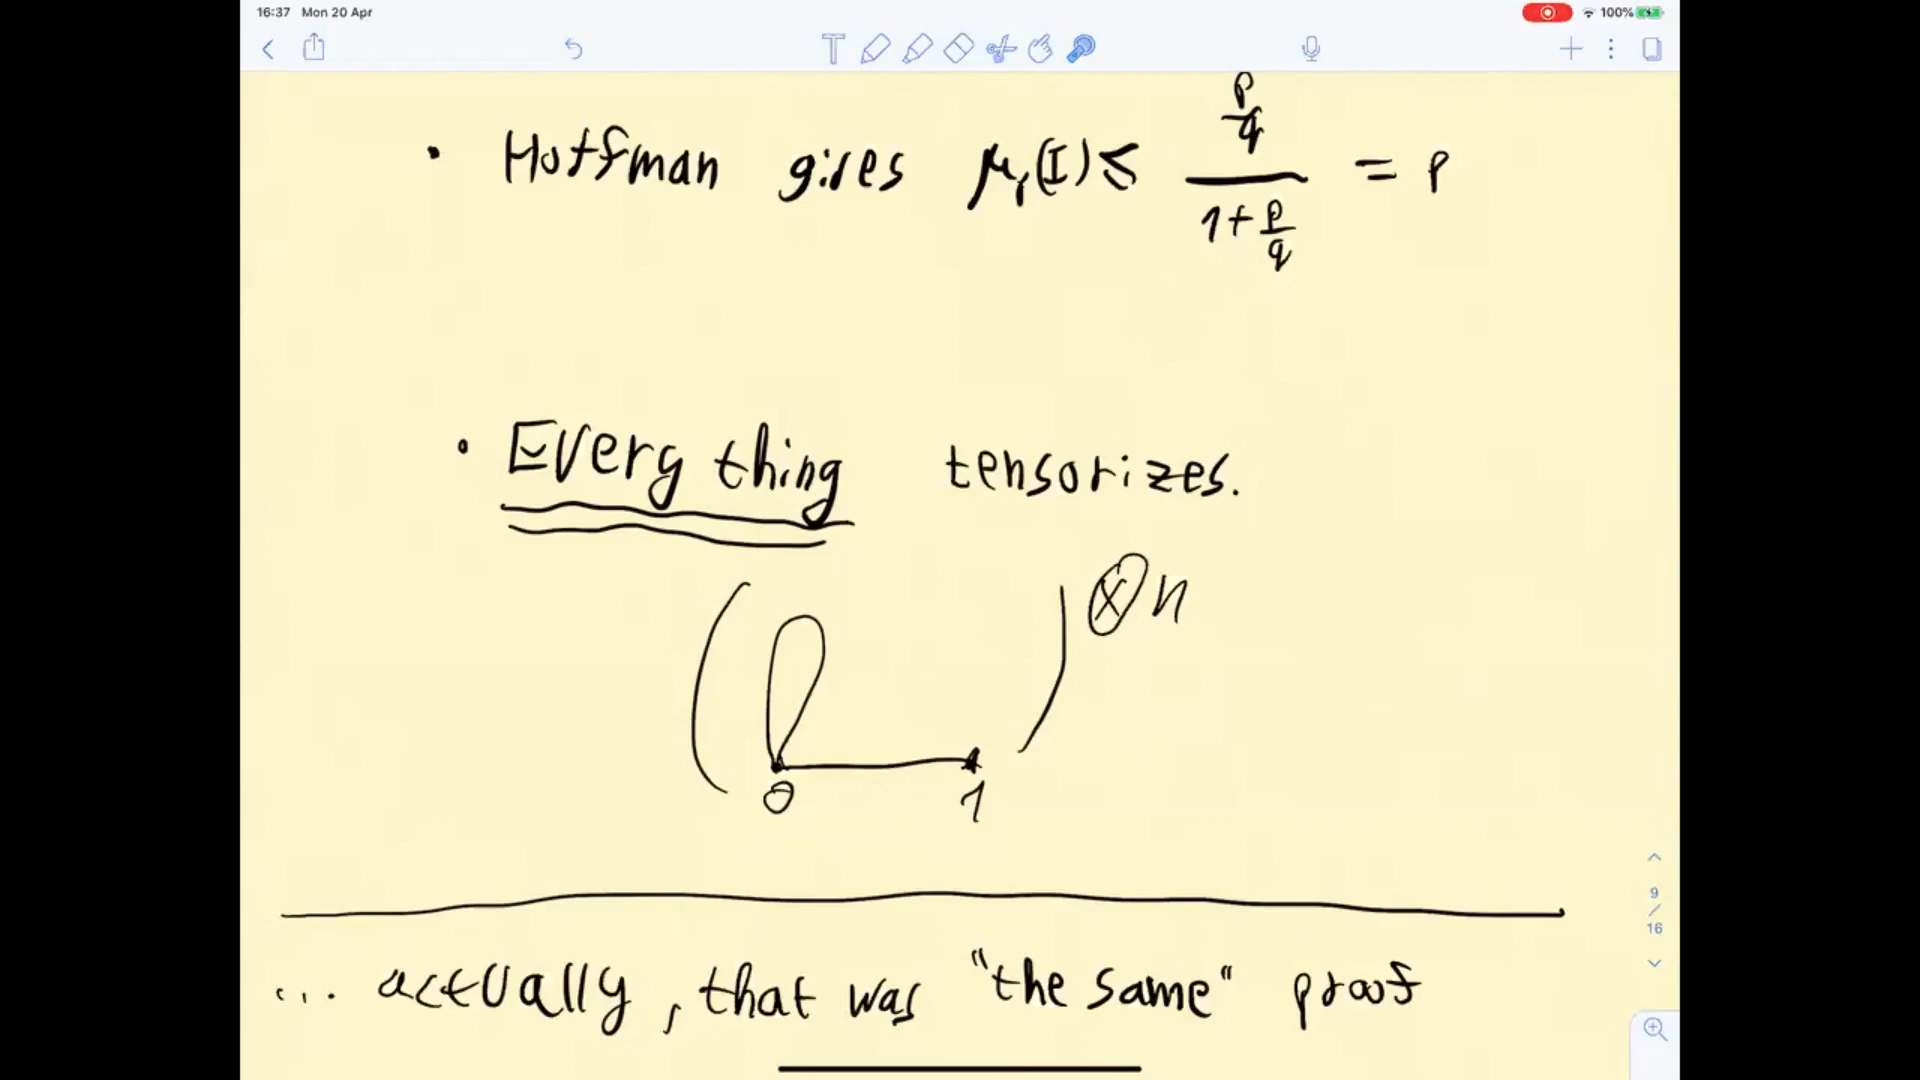 16:37 Mon 20 Apr 100%
T
• Hoffman gives μ₁(I) ≤ (p/q)/(1+p/q) = p
• Everything tensorizes.
( )⊗n
0 1
9
/
16
... actually, that was "the same" proof